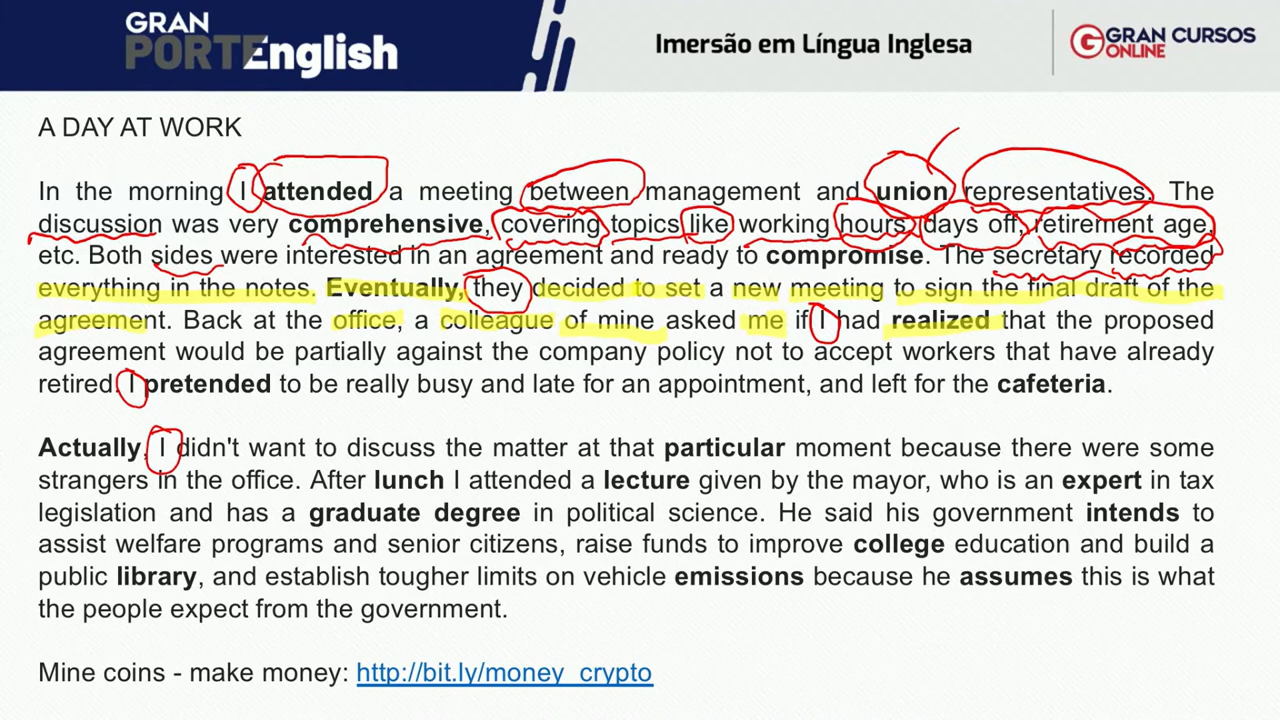 GRAN
PORTEnglish
Imersão em Língua Inglesa
GRAN CURSOS
ONLINE
A DAY AT WORK
In the morning I attended a meeting between management and union representatives. The
discussion was very comprehensive, covering topics like working hours, days off, retirement age,
etc. Both sides were interested in an agreement and ready to compromise. The secretary recorded
everything in the notes. Eventually, they decided to set a new meeting to sign the final draft of the
agreement. Back at the office, a colleague of mine asked me if I had realized that the proposed
agreement would be partially against the company policy not to accept workers that have already
retired. I pretended to be really busy and late for an appointment, and left for the cafeteria.
Actually, I didn't want to discuss the matter at that particular moment because there were some
strangers in the office. After lunch I attended a lecture given by the mayor, who is an expert in tax
legislation and has a graduate degree in political science. He said his government intends to
assist welfare programs and senior citizens, raise funds to improve college education and build a
public library, and establish tougher limits on vehicle emissions because he assumes this is what
the people expect from the government.
Mine coins - make money: http://bit.ly/money_crypto